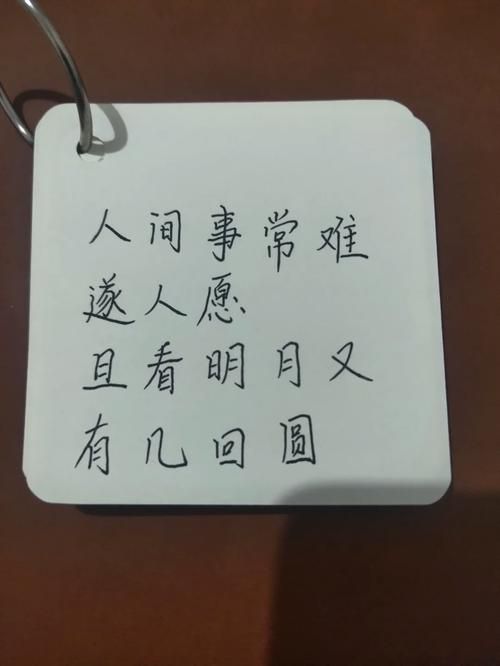 人间事常难
遂人愿
且看明月又
有几回圆